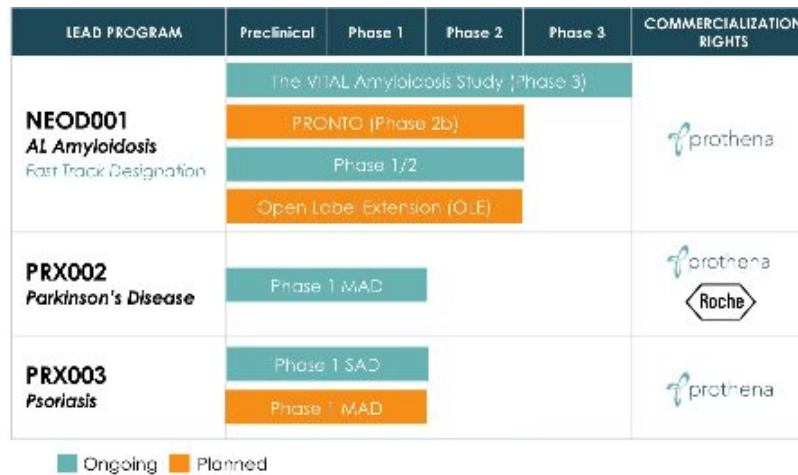 LEAD PROGRAM
Preclinical
Phase 1
Phase 2
Phase 3
COMMERCIALIZATION
RIGHTS
NEOD001
AL Amyloidosis
Fast Track Designation
The VITAL Amyloidosis Study (Phase 3)
PRONTO (Phase 2b)
Phase 1/2
Open Label Extension (OLE)
prothena
PRX002
Parkinson's Disease
Phase 1 MAD
prothena
Roche
PRX003
Psoriasis
Phase 1 SAD
Phase 1 MAD
prothena
Ongoing
Planned